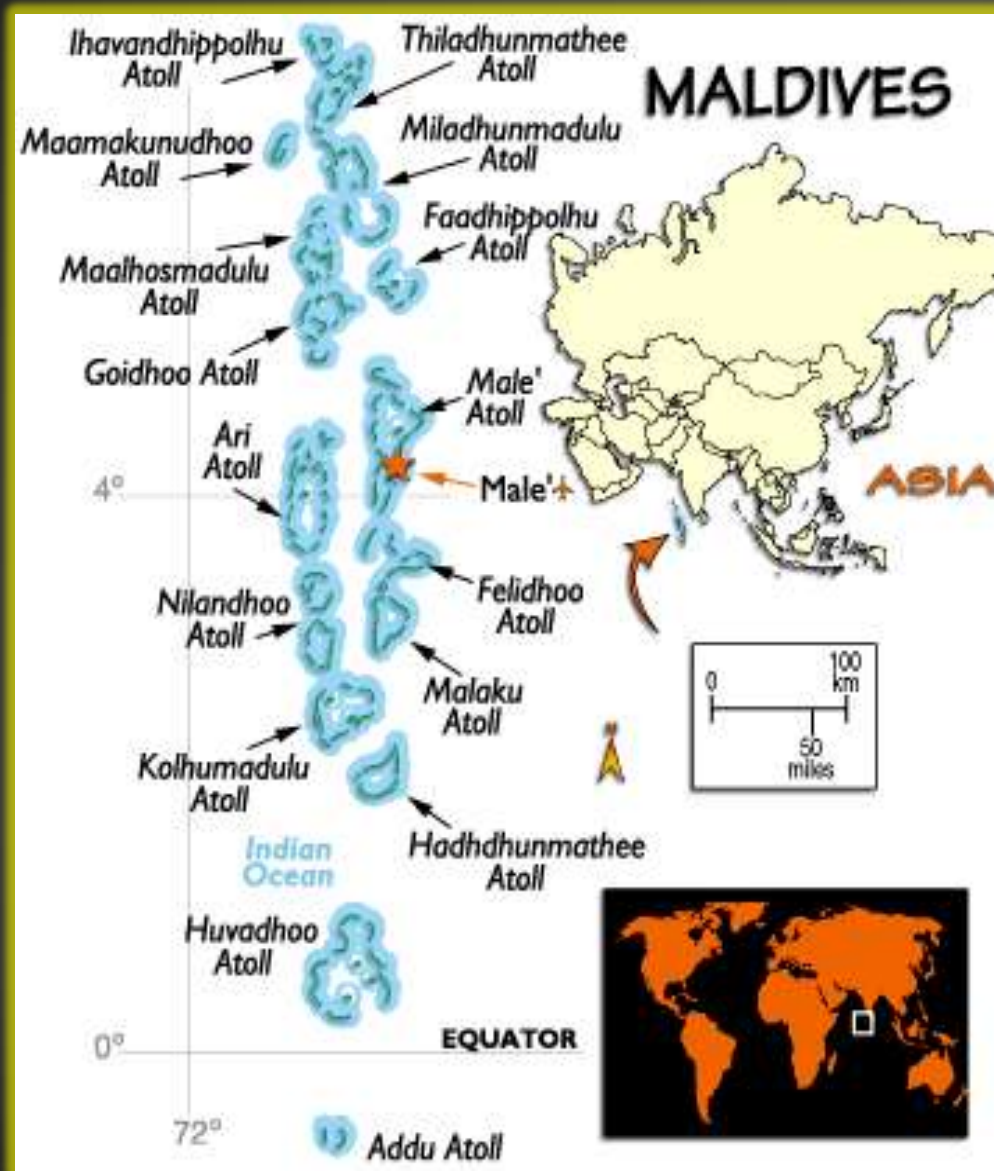 Ihavandhippolhu
Atoll
Thiladhunmathee
Atoll
MALDIVES
Maamakunudhoo
Atoll
Miladhunmadulu
Atoll
Faadhippolhu
Atoll
Maalhosmadulu
Atoll
Goidhoo Atoll
Male'
Atoll
Ari
Atoll
4°
Male'
ASIA
Nilandhoo
Atoll
Felidhoo
Atoll
Malaku
Atoll
0
100
km
50
miles
N
Kolhumadulu
Atoll
Hadhdhunmathee
Atoll
Indian
Ocean
Huvadhoo
Atoll
EQUATOR
0°
72°
Addu Atoll